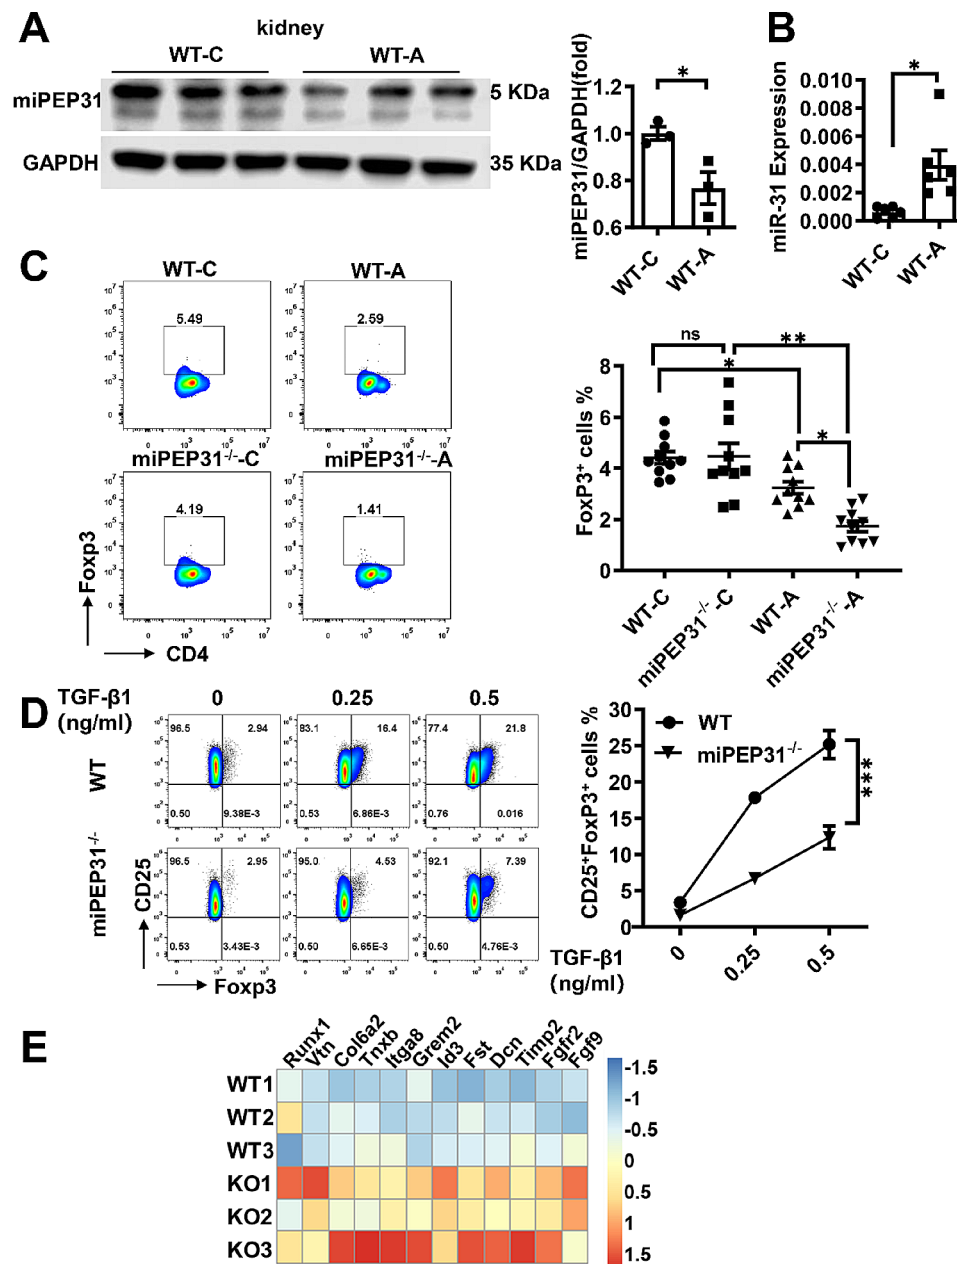 A
kidney
WT-C WT-A
miPEP31 5 KDa
GAPDH 35 KDa
miPEP31/GAPDH(fold)
1.2
1.0
0.8
0.6
*
WT-C WT-A
B
miR-31 Expression
0.010
0.008
0.006
0.004
0.002
0.000
*
WT-C WT-A
C
WT-C WT-A
5.49 2.59
miPEP31-/--C miPEP31-/--A
4.19 1.41
Foxp3
CD4
FoxP3+ cells %
8
6
4
2
0
ns **
*
*
WT-C miPEP31-/--C WT-A miPEP31-/--A
D
TGF-β1 (ng/ml) 0 0.25 0.5
WT
96.5 2.94 83.1 16.4 77.4 21.8
0.50 9.38E-3 0.53 6.86E-3 0.76 0.016
miPEP31-/-
96.5 2.95 95.0 4.53 92.1 7.39
0.53 3.43E-3 0.50 6.65E-3 0.50 4.76E-3
CD25
Foxp3
CD25+FoxP3+ cells %
30
25
20
15
10
5
0
WT
miPEP31-/-
***
TGF-β1 (ng/ml) 0 0.25 0.5
E
Runx1 Vtn Col6a2 Tnxb Itga8 Grem2 Id3 Fst Dcn Timp2 Fgfr2 Fgf9
WT1
WT2
WT3
KO1
KO2
KO3
-1.5
-1
-0.5
0
0.5
1
1.5